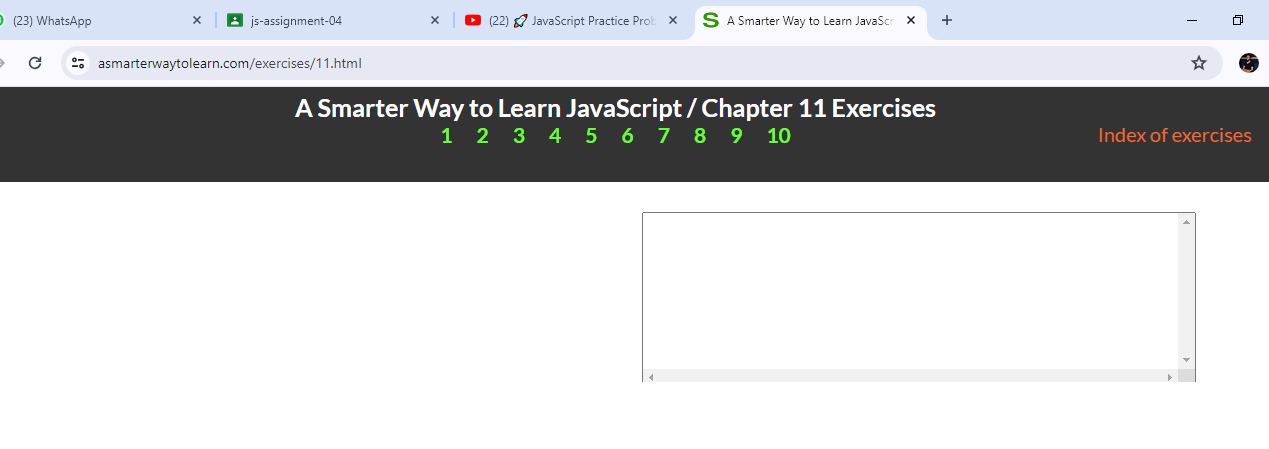 (23) WhatsApp
js-assignment-04
(22) 🚀 JavaScript Practice Prob
A Smarter Way to Learn JavaScr
asmarterwaytolearn.com/exercises/11.html
A Smarter Way to Learn JavaScript / Chapter 11 Exercises
1 2 3 4 5 6 7 8 9 10
Index of exercises